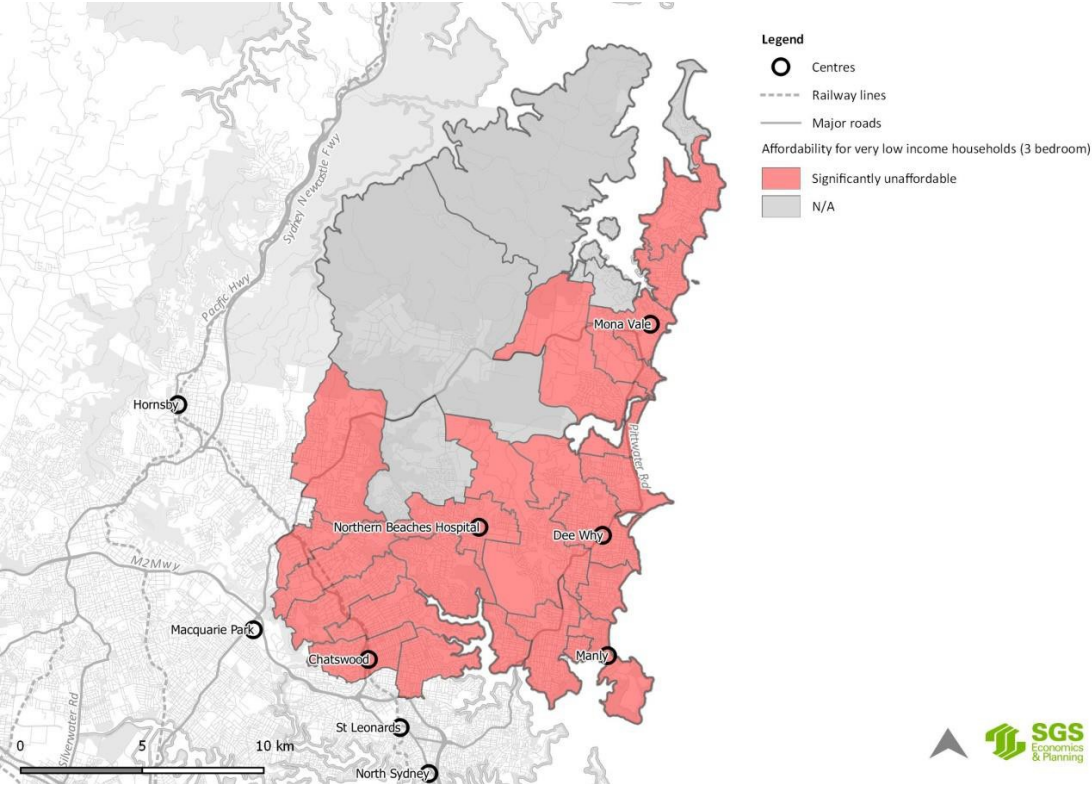 Legend
Centres
Railway lines
Major roads
Affordability for very low income households (3 bedroom)
Significantly unaffordable
N/A
Sydney Newcastle Fwy
Pacific Hwy
Mona Vale
Hornsby
Pittwater Rd
Northern Beaches Hospital
Dee Why
M2Mwy
Macquarie Park
Chatswood
Manly
Silverwater Rd
St Leonards
North Sydney
0 5 10 km
SGS
Economics
& Planning